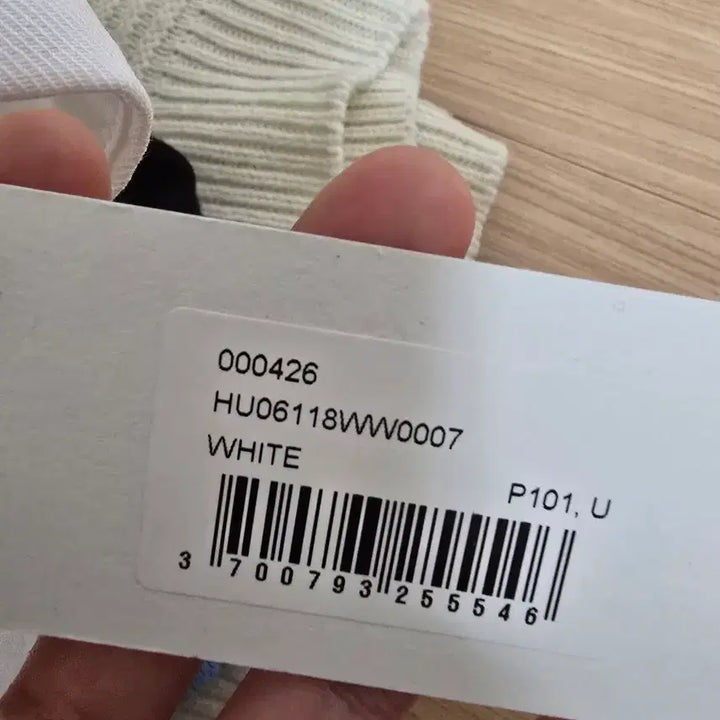 000426
HU06118WW0007
WHITE
P101, U
3 700793 255546